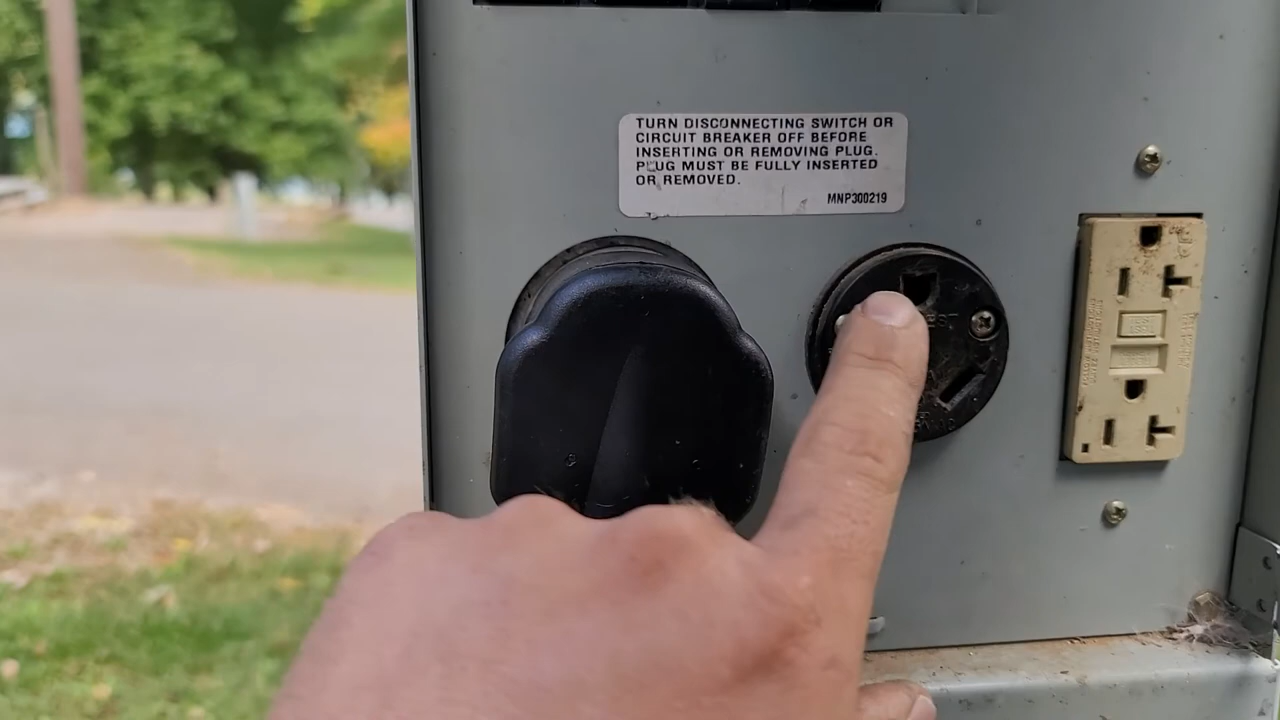 TURN DISCONNECTING SWITCH OR
CIRCUIT BREAKER OFF BEFORE
INSERTING OR REMOVING PLUG.
PLUG MUST BE FULLY INSERTED
OR REMOVED.
MNP300219